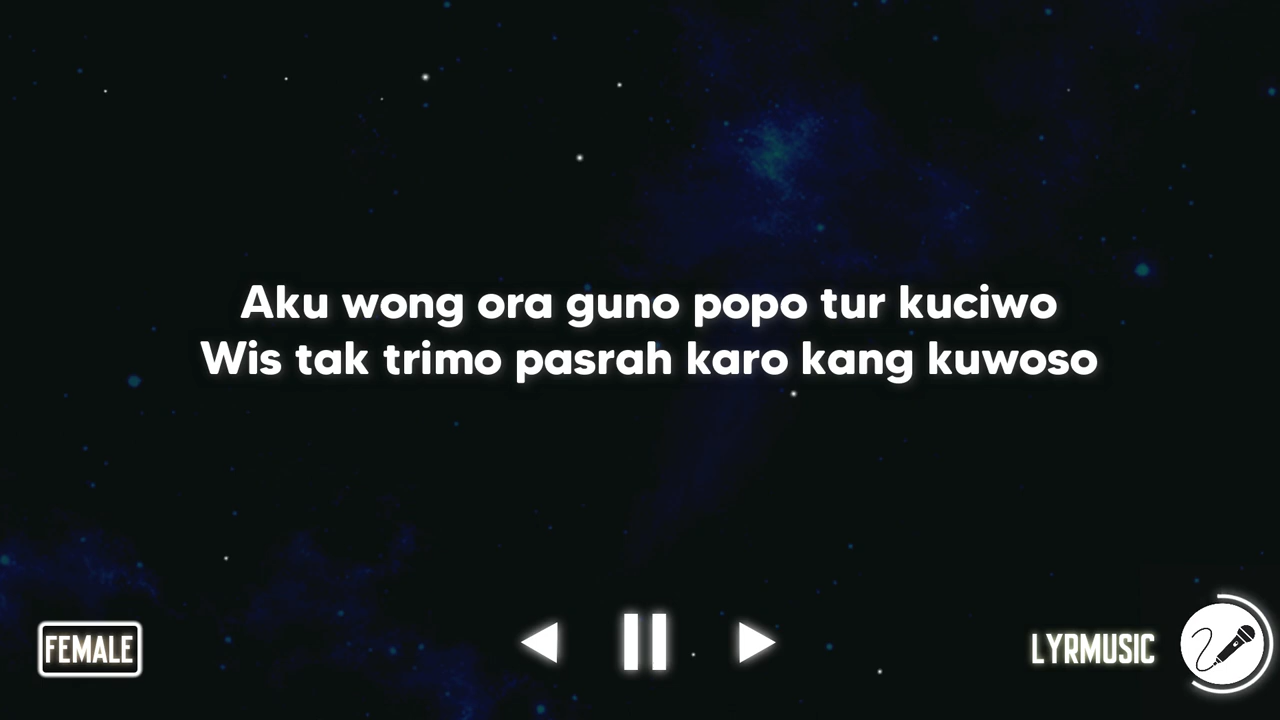 Aku wong ora guno popo tur kuciwo
Wis tak trimo pasrah karo kang kuwoso
FEMALE
LYRMUSIC